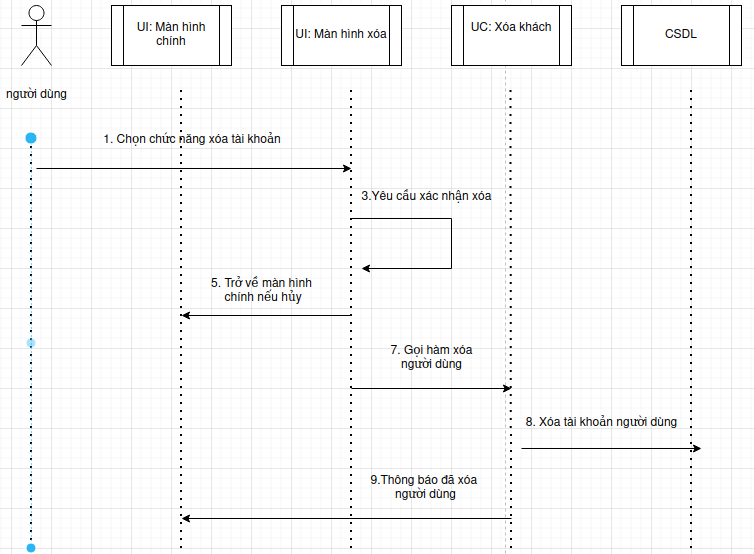 UI: Màn hình
chính
UI: Màn hình xóa
UC: Xóa khách
CSDL
người dùng
1. Chọn chức năng xóa tài khoản
3.Yêu cầu xác nhận xóa
5. Trở về màn hình
chính nếu hủy
7. Gọi hàm xóa
người dùng
8. Xóa tài khoản người dùng
9.Thông báo đã xóa
người dùng